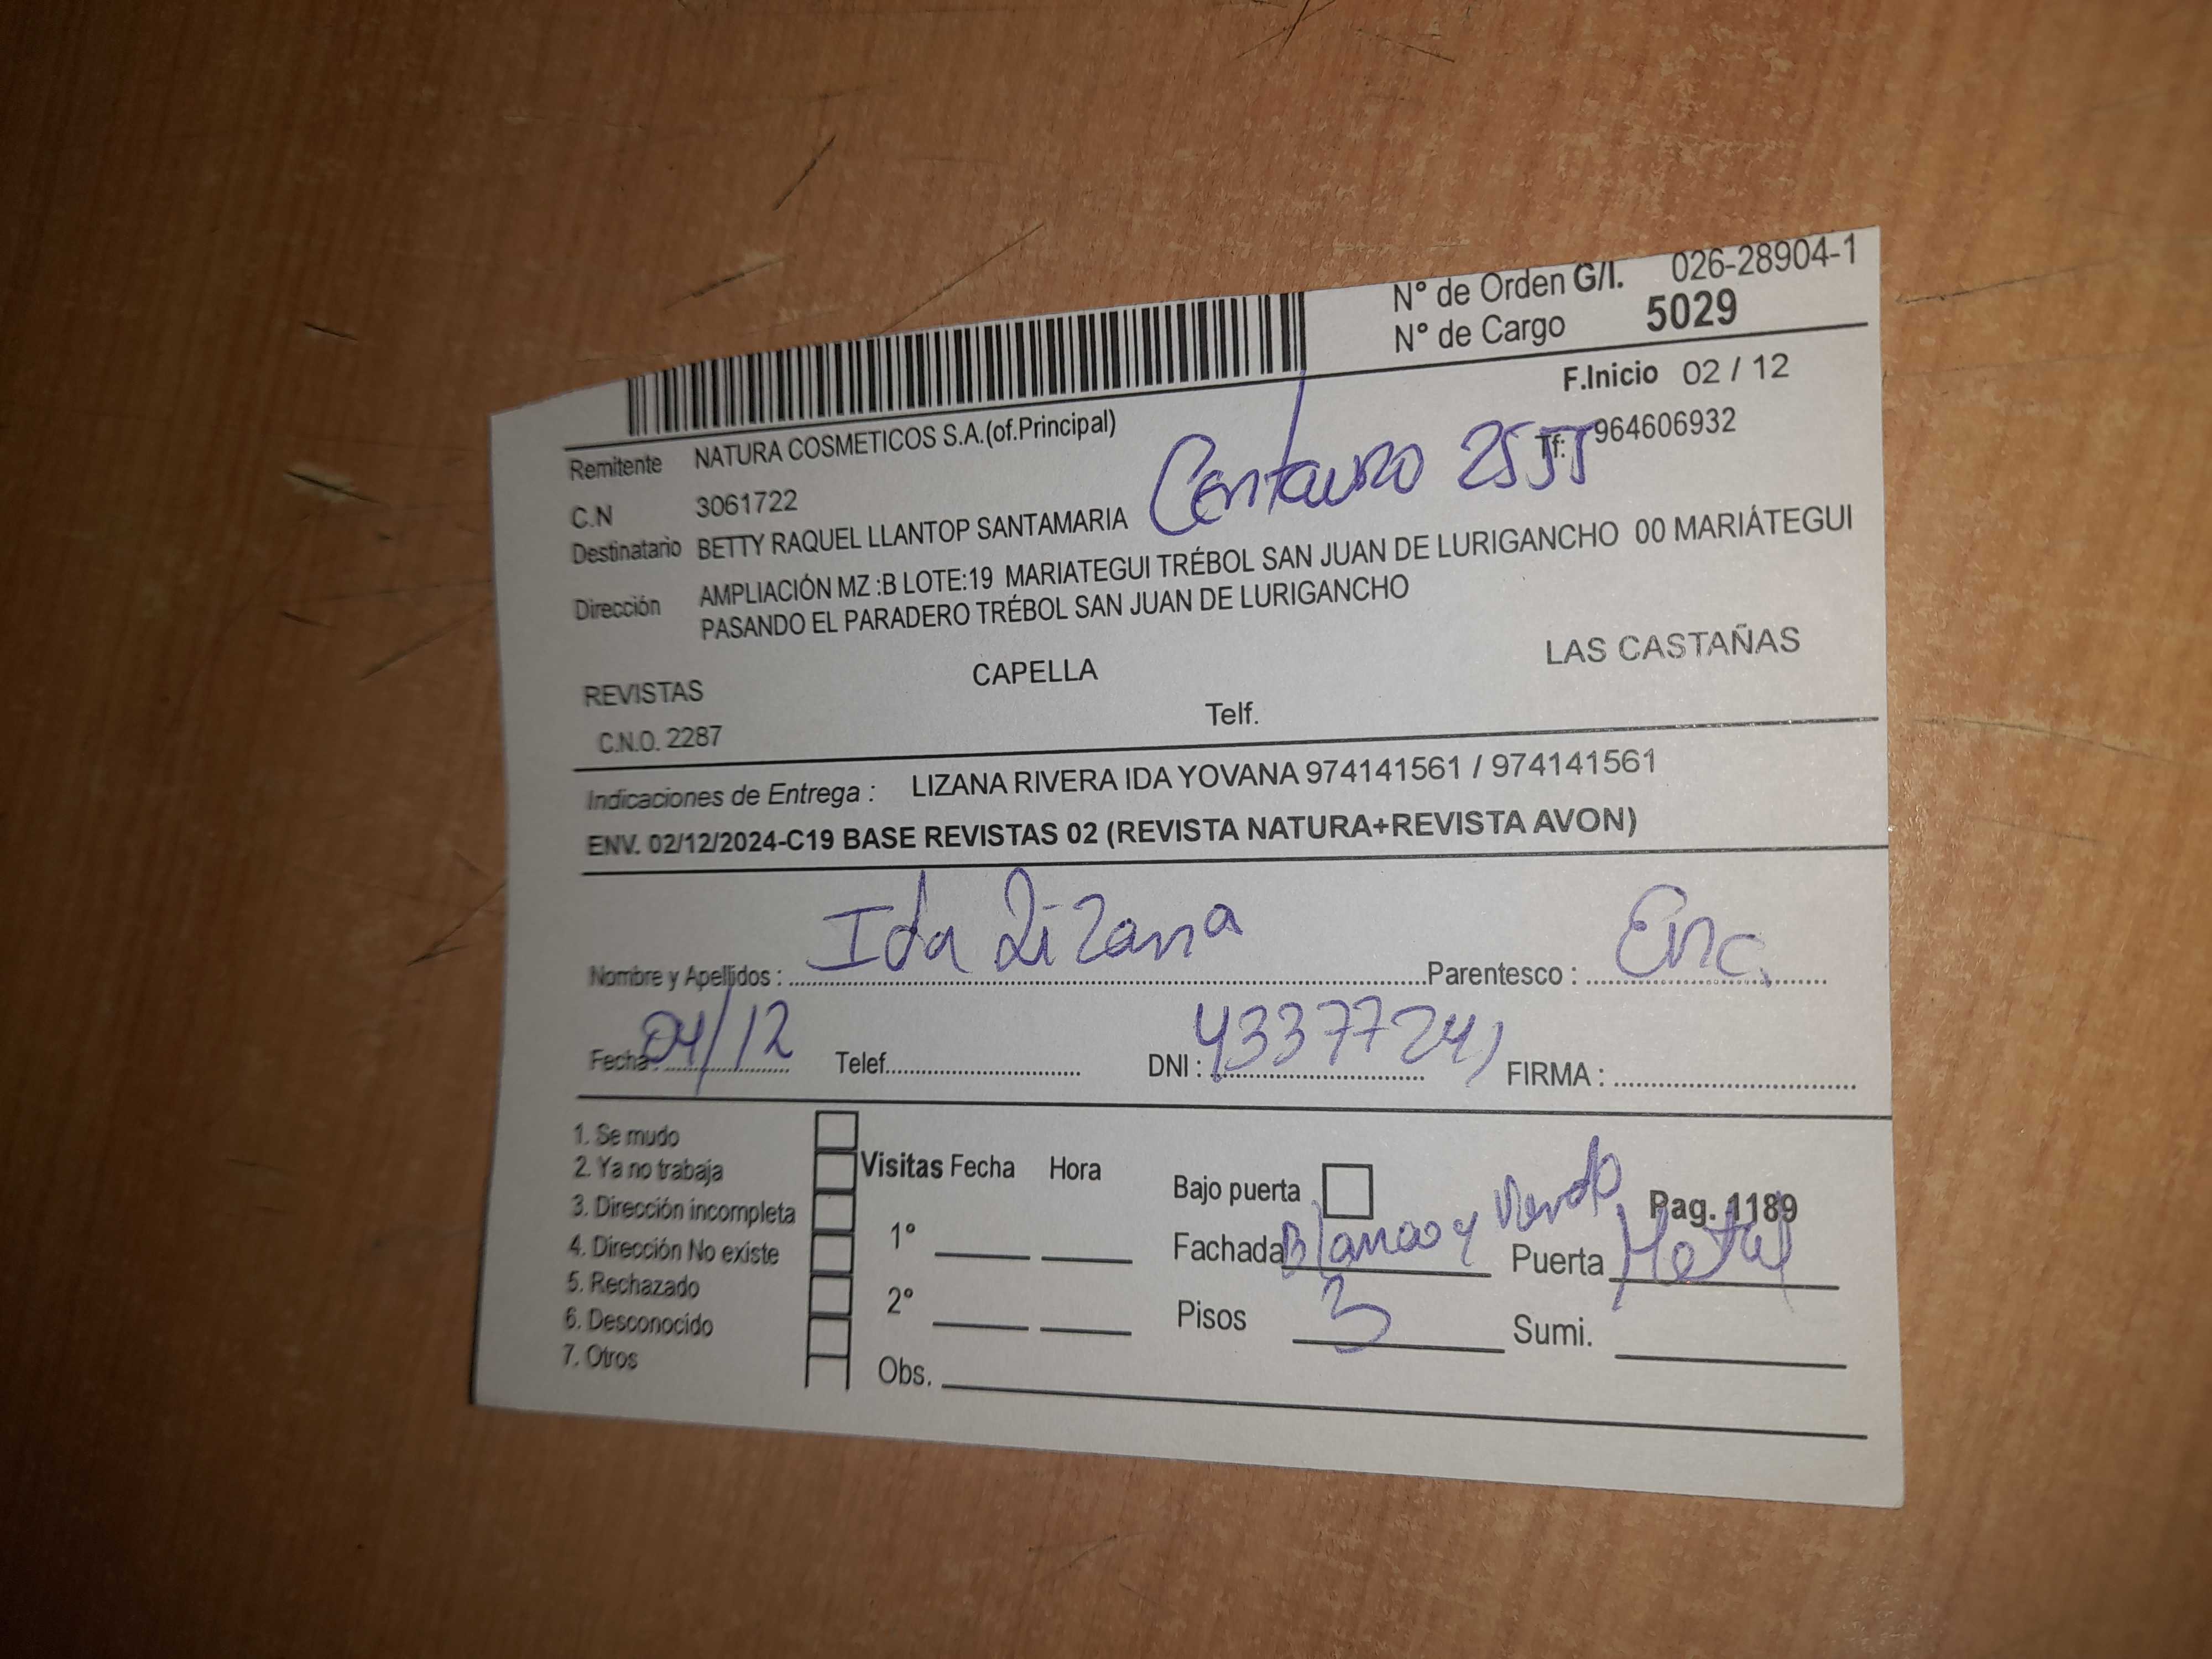 N° de Orden G/I. 026-28904-1
N° de Cargo 5029
F.Inicio 02 / 12
Remitente NATURA COSMETICOS S.A.(of.Principal)
Tf: 964606932
C.N 3061722
Centauro 2555
Destinatario BETTY RAQUEL LLANTOP SANTAMARIA
Dirección AMPLIACIÓN MZ :B LOTE:19 MARIATEGUI TRÉBOL SAN JUAN DE LURIGANCHO 00 MARIÁTEGUI
PASANDO EL PARADERO TRÉBOL SAN JUAN DE LURIGANCHO
REVISTAS CAPELLA LAS CASTAÑAS
C.N.O. 2287 Telf.
Indicaciones de Entrega : LIZANA RIVERA IDA YOVANA 974141561 / 974141561
ENV. 02/12/2024-C19 BASE REVISTAS 02 (REVISTA NATURA+REVISTA AVON)
Nombre y Apellidos : Ida Lizana Parentesco : Enc.
Fecha : 04/12 Telef. DNI : 43377241 FIRMA :
1. Se mudo
2. Ya no trabaja
3. Dirección incompleta
4. Dirección No existe
5. Rechazado
6. Desconocido
7. Otros
Visitas Fecha Hora
1°
2°
Obs.
Bajo puerta Pag. 1189
Fachada Blanco y Verde Puerta Metal
Pisos 3 Sumi.